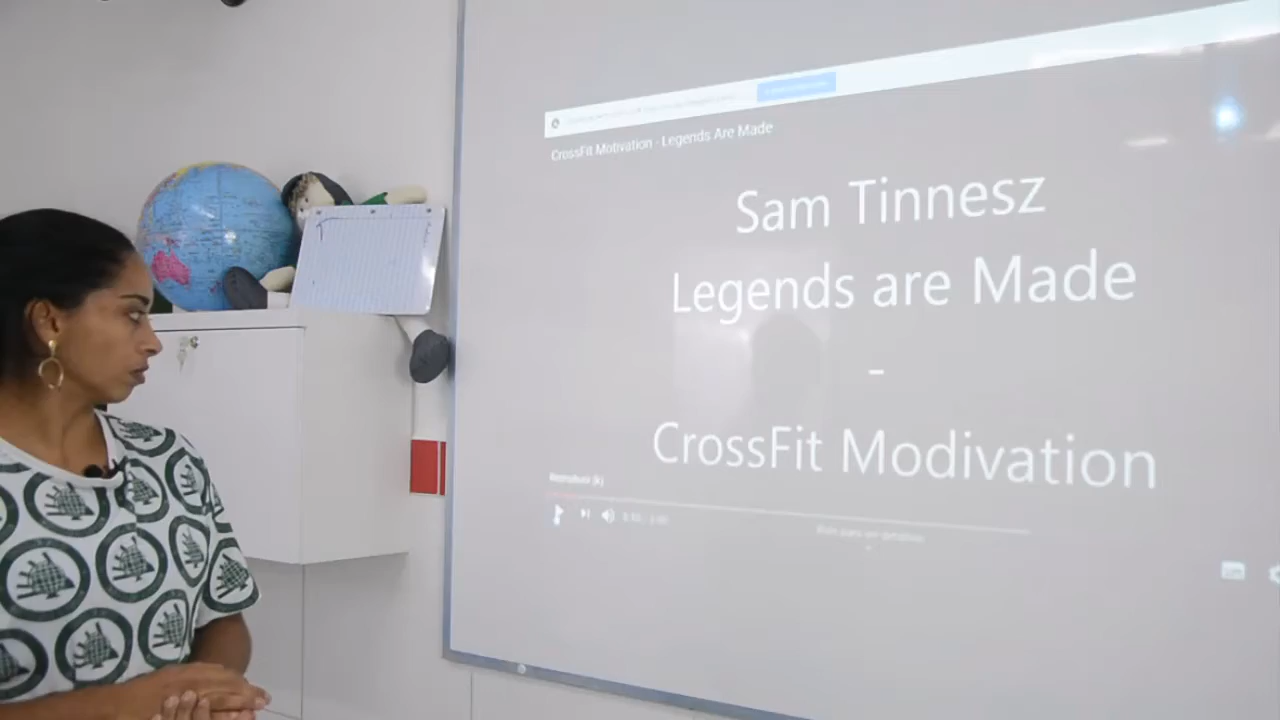 CrossFit Motivation - Legends Are Made
Sam Tinnesz
Legends are Made
-
CrossFit Modivation